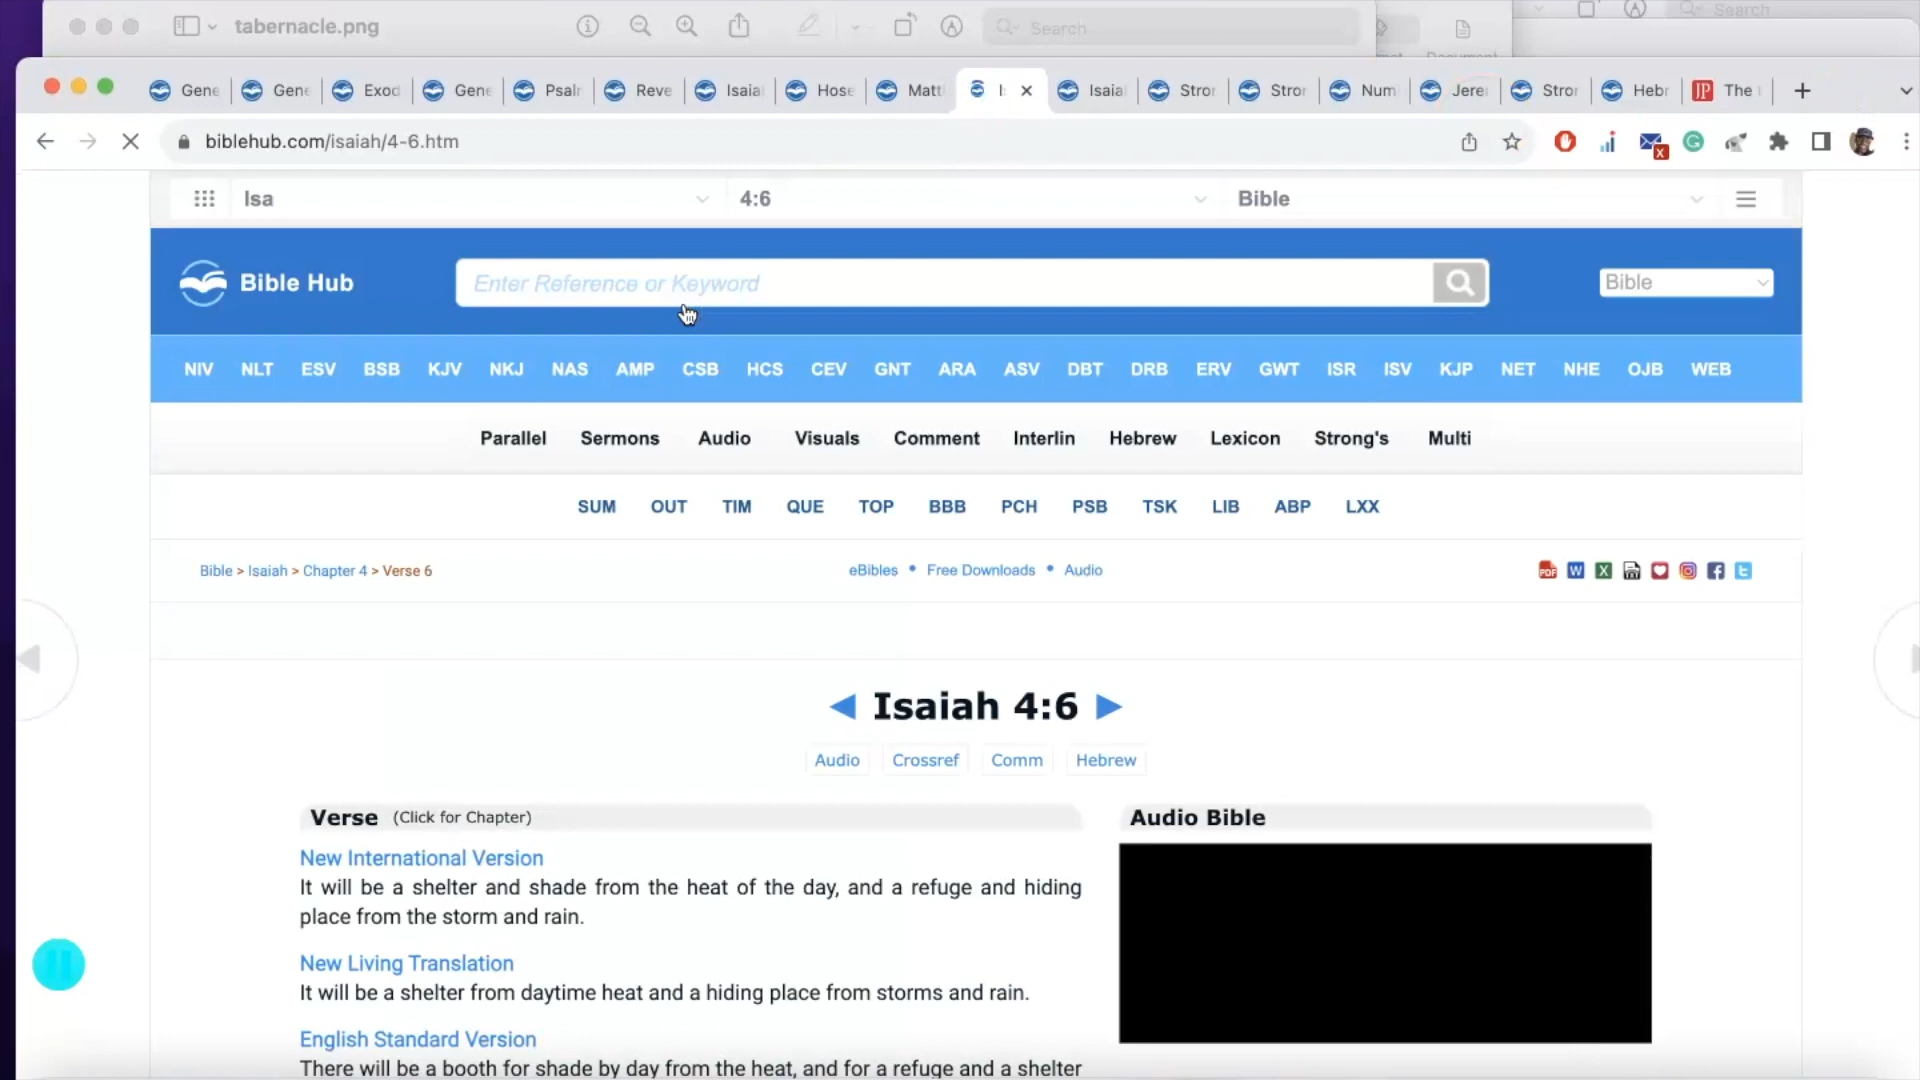 tabernacle.png
Search
Search
Gene
Gene
Exod
Gene
Psalr
Reve
Isaia
Hose
Matt
Isaia
Stror
Stror
Num
Jere
Stror
Hebr
JP The
biblehub.com/isaiah/4-6.htm
Isa 4:6 Bible
Bible Hub Enter Reference or Keyword Bible
NIV NLT ESV BSB KJV NKJ NAS AMP CSB HCS CEV GNT ARA ASV DBT DRB ERV GWT ISR ISV KJP NET NHE OJB WEB
Parallel Sermons Audio Visuals Comment Interlin Hebrew Lexicon Strong's Multi
SUM OUT TIM QUE TOP BBB PCH PSB TSK LIB ABP LXX
Bible > Isaiah > Chapter 4 > Verse 6 eBibles • Free Downloads • Audio
◄ Isaiah 4:6 ►
Audio Crossref Comm Hebrew
Verse (Click for Chapter)
New International Version
It will be a shelter and shade from the heat of the day, and a refuge and hiding
place from the storm and rain.
New Living Translation
It will be a shelter from daytime heat and a hiding place from storms and rain.
English Standard Version
There will be a booth for shade by day from the heat, and for a refuge and a shelter
Audio Bible